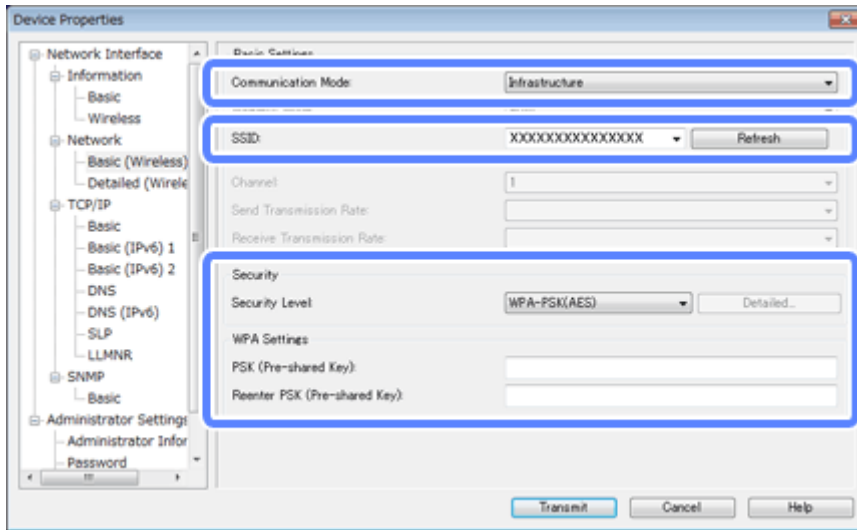 Device Properties
Network Interface
Information
Basic
Wireless
Network
Basic (Wireless)
Detailed (Wirele
TCP/IP
Basic
Basic (IPv6) 1
Basic (IPv6) 2
DNS
DNS (IPv6)
SLP
LLMNR
SNMP
Basic
Administrator Settings
Administrator Infor
Password
Basic Settings
Communication Mode: Infrastructure
SSID: XXXXXXXXXXXXXXX Refresh
Channel: 1
Send Transmission Rate:
Receive Transmission Rate:
Security
Security Level: WPA-PSK(AES) Detailed...
WPA Settings
PSK (Pre-shared Key):
Reenter PSK (Pre-shared Key):
Transmit Cancel Help